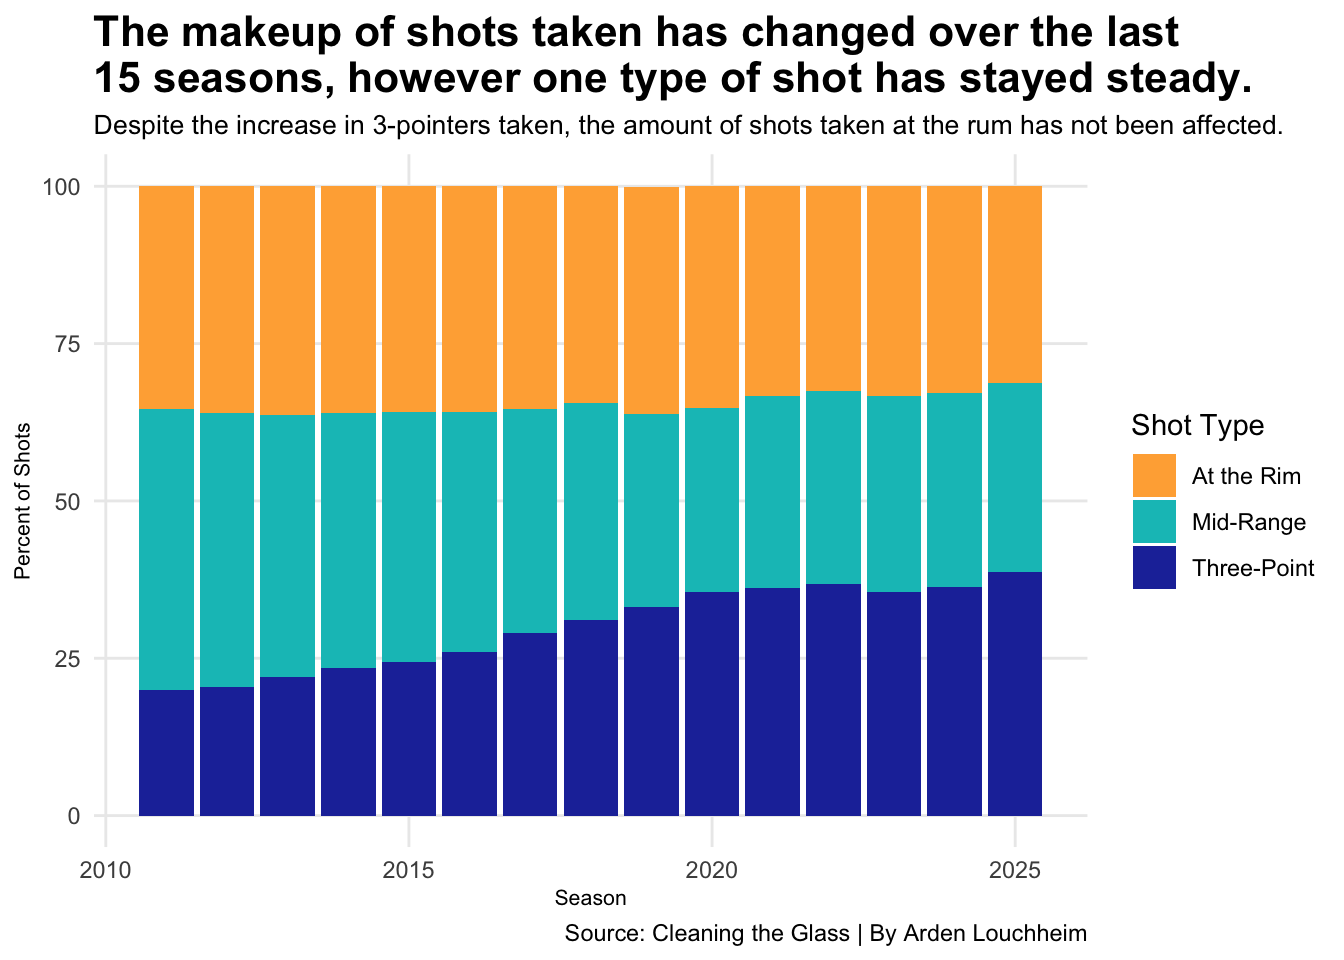 The makeup of shots taken has changed over the last
15 seasons, however one type of shot has stayed steady.
Despite the increase in 3-pointers taken, the amount of shots taken at the rum has not been affected.
100
75
50
25
0
Percent of Shots
2010
2015
2020
2025
Season
Shot Type
At the Rim
Mid-Range
Three-Point
Source: Cleaning the Glass | By Arden Louchheim